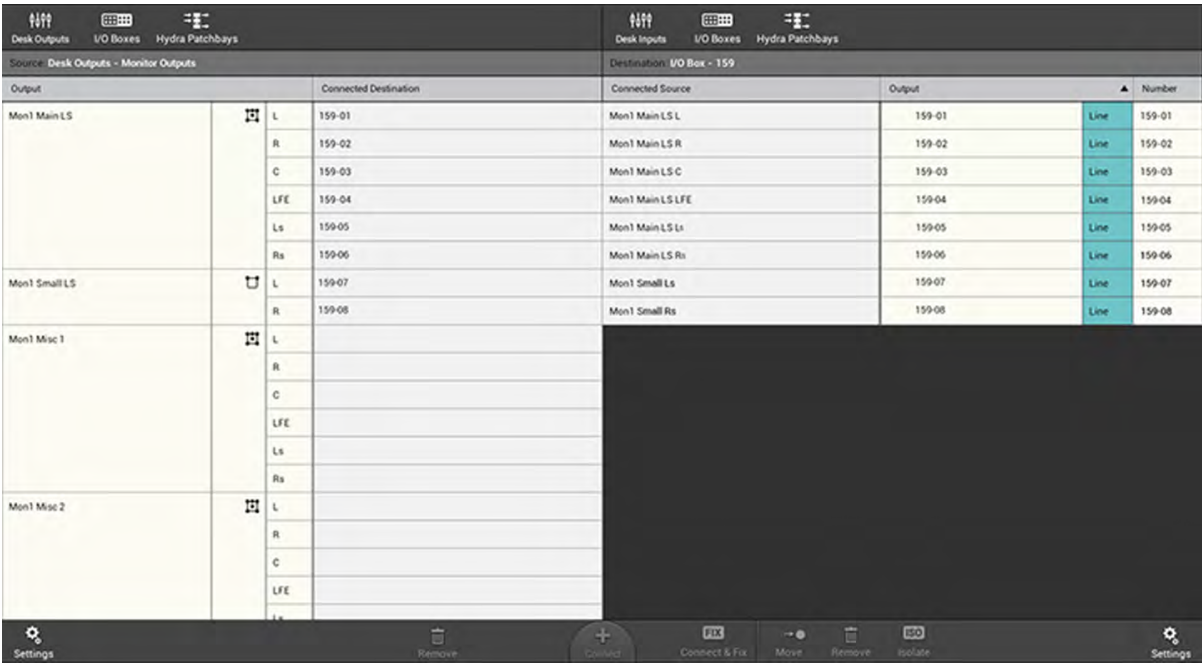 Desk Outputs I/O Boxes Hydra Patchbays
Desk Inputs I/O Boxes Hydra Patchbays
Source: Desk Outputs - Monitor Outputs
Destination: I/O Box - 159
Output Connected Destination
Connected Source Output Number
Mon1 Main LS L 159-01
R 159-02
C 159-03
LFE 159-04
Ls 159-05
Rs 159-06
Mon1 Small LS L 159-07
R 159-08
Mon1 Misc 1 L
R
C
LFE
Ls
Rs
Mon1 Misc 2 L
R
C
LFE
Ls
Mon1 Main LS L 159-01 Line 159-01
Mon1 Main LS R 159-02 Line 159-02
Mon1 Main LS C 159-03 Line 159-03
Mon1 Main LS LFE 159-04 Line 159-04
Mon1 Main LS Ls 159-05 Line 159-05
Mon1 Main LS Rs 159-06 Line 159-06
Mon1 Small Ls 159-07 Line 159-07
Mon1 Small Rs 159-08 Line 159-08
Settings Remove Connect
FIX ISO
Connect & Fix Move Remove Isolate Settings